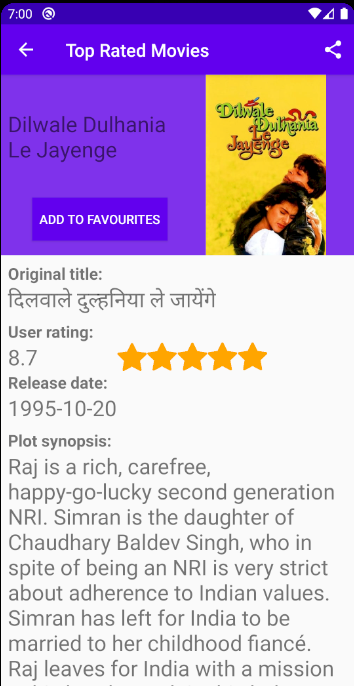 7:00
Top Rated Movies
Dilwale Dulhania
Le Jayenge
Dilwale
Dulhania
Le
Jayenge
ADD TO FAVOURITES
Original title:
दिलवाले दुल्हनिया ले जायेंगे
User rating:
8.7
Release date:
1995-10-20
Plot synopsis:
Raj is a rich, carefree,
happy-go-lucky second generation
NRI. Simran is the daughter of
Chaudhary Baldev Singh, who in
spite of being an NRI is very strict
about adherence to Indian values.
Simran has left for India to be
married to her childhood fiancé.
Raj leaves for India with a mission